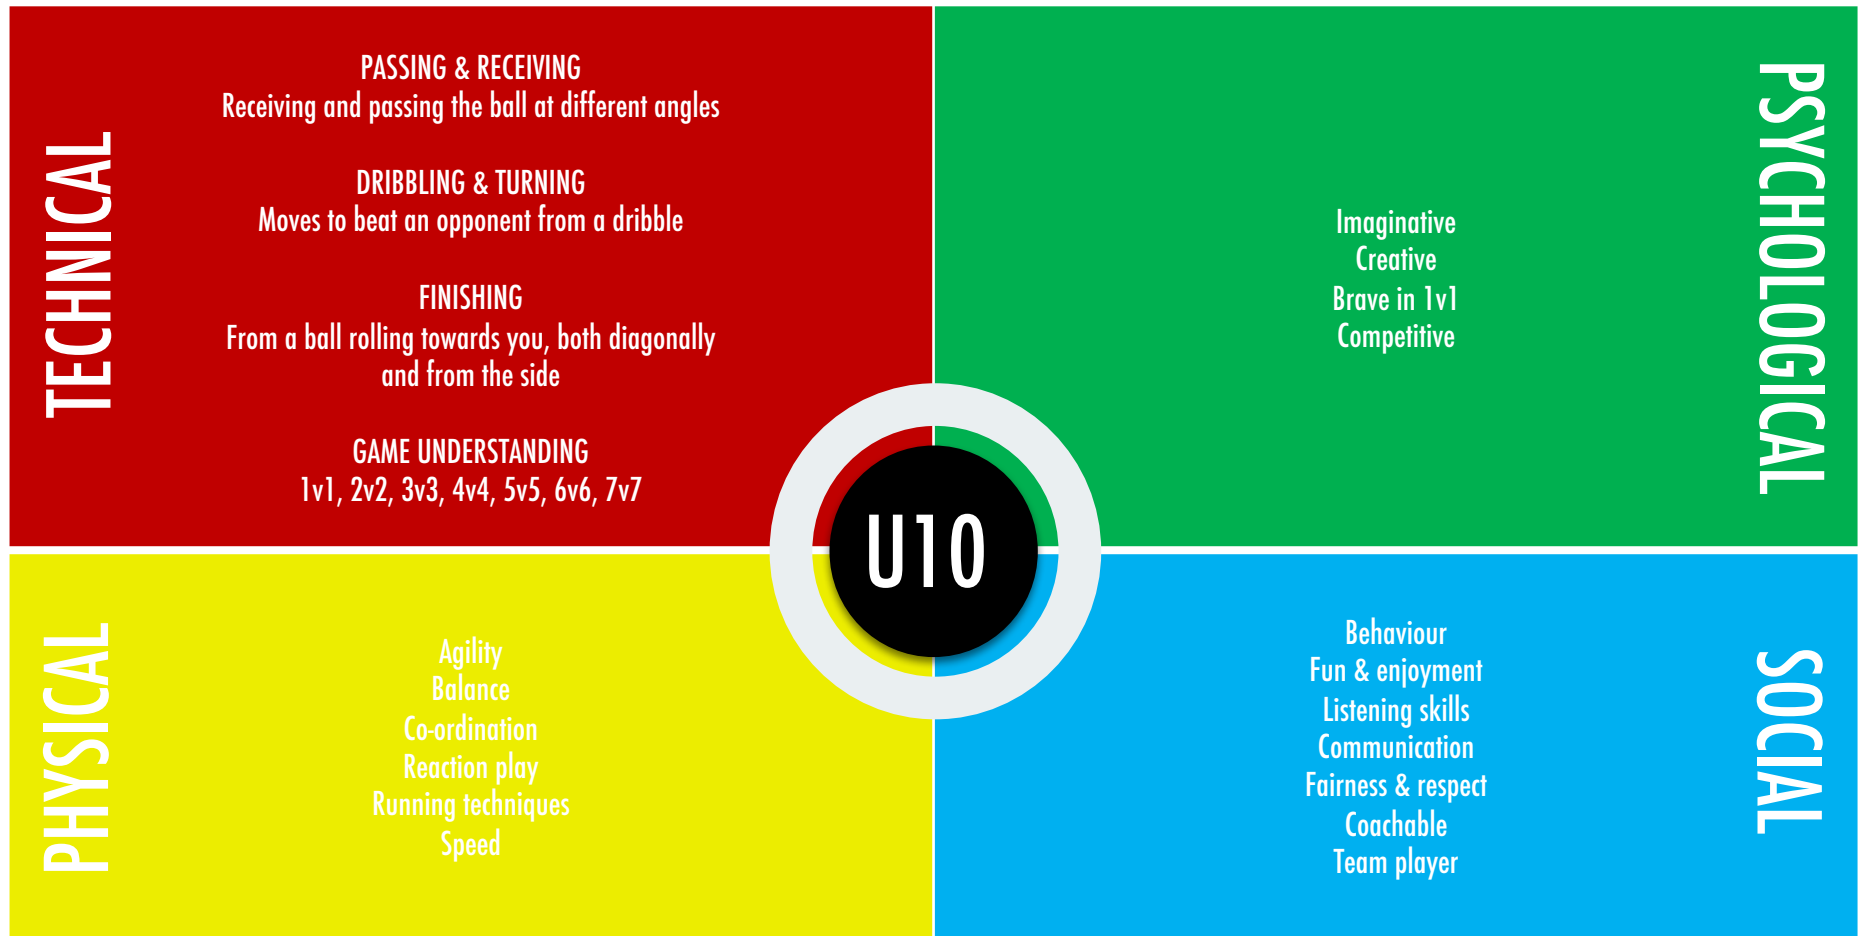 TECHNICAL
PASSING & RECEIVING
Receiving and passing the ball at different angles
DRIBBLING & TURNING
Moves to beat an opponent from a dribble
FINISHING
From a ball rolling towards you, both diagonally
and from the side
GAME UNDERSTANDING
1v1, 2v2, 3v3, 4v4, 5v5, 6v6, 7v7
PSYCHOLOGICAL
Imaginative
Creative
Brave in 1v1
Competitive
U10
PHYSICAL
Agility
Balance
Co-ordination
Reaction play
Running techniques
Speed
SOCIAL
Behaviour
Fun & enjoyment
Listening skills
Communication
Fairness & respect
Coachable
Team player